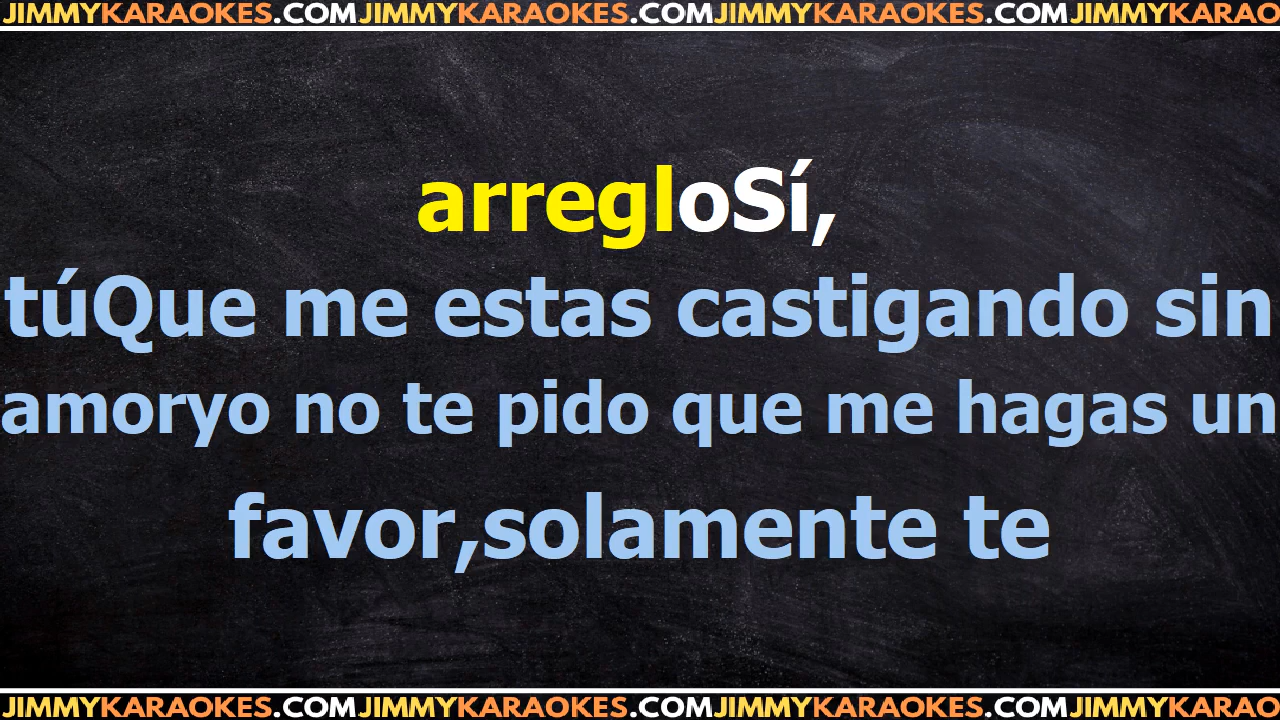 JIMMYKARAOKES.COMJIMMYKARAOKES.COMJIMMYKARAOKES.COMJIMMYKARAO
arregloSí,
túQue me estas castigando sin
amoryo no te pido que me hagas un
favor,solamente te
JIMMYKARAOKES.COMJIMMYKARAOKES.COMJIMMYKARAOKES.COMJIMMYKARAO